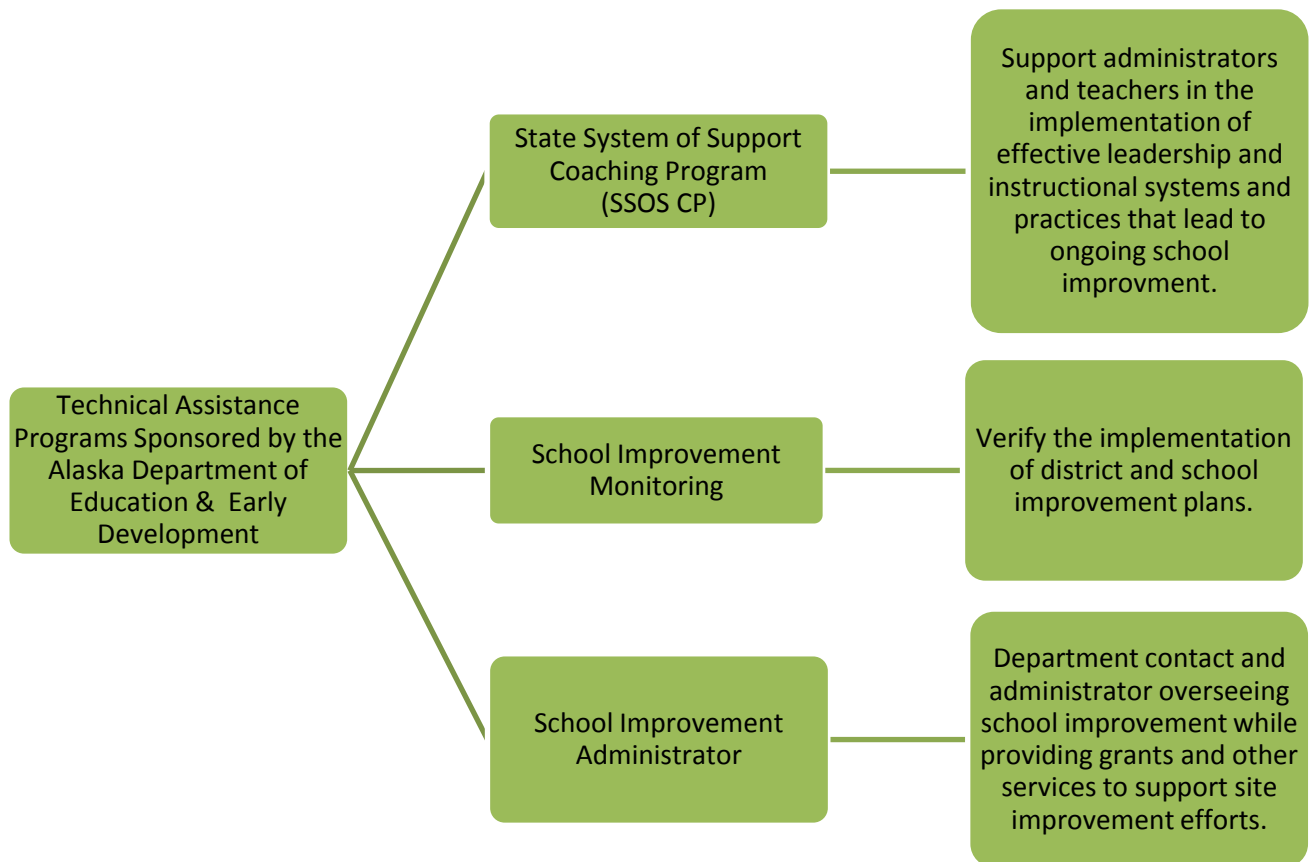 Technical Assistance
Programs Sponsored by the
Alaska Department of
Education &  Early
Development
State System of Support
Coaching Program
(SSOS CP)
Support administrators
and teachers in the
implementation of
effective leadership and
instructional systems and
practices that lead to
ongoing school
improvment.
School Improvement
Monitoring
Verify the implementation
of district and school
improvement plans.
School Improvement
Administrator
Department contact and
administrator overseeing
school improvement while
providing grants and other
services to support site
improvement efforts.